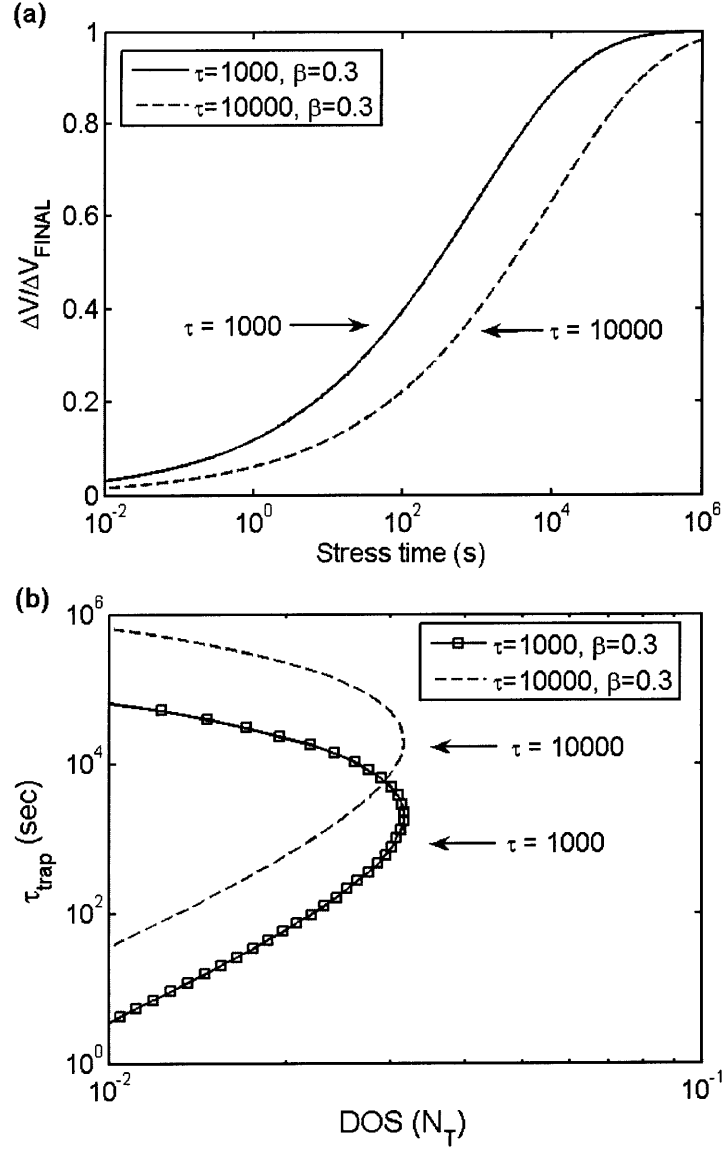 (a)
1
0.8
0.6
0.4
0.2
0
ΔV/ΔV_FINAL
τ=1000, β=0.3
τ=10000, β=0.3
τ = 1000
τ = 10000
10^-2
10^0
10^2
10^4
10^6
Stress time (s)
(b)
10^6
10^4
10^2
10^0
τ_trap (sec)
τ=1000, β=0.3
τ=10000, β=0.3
τ = 10000
τ = 1000
10^-2
10^-1
DOS (N_T)